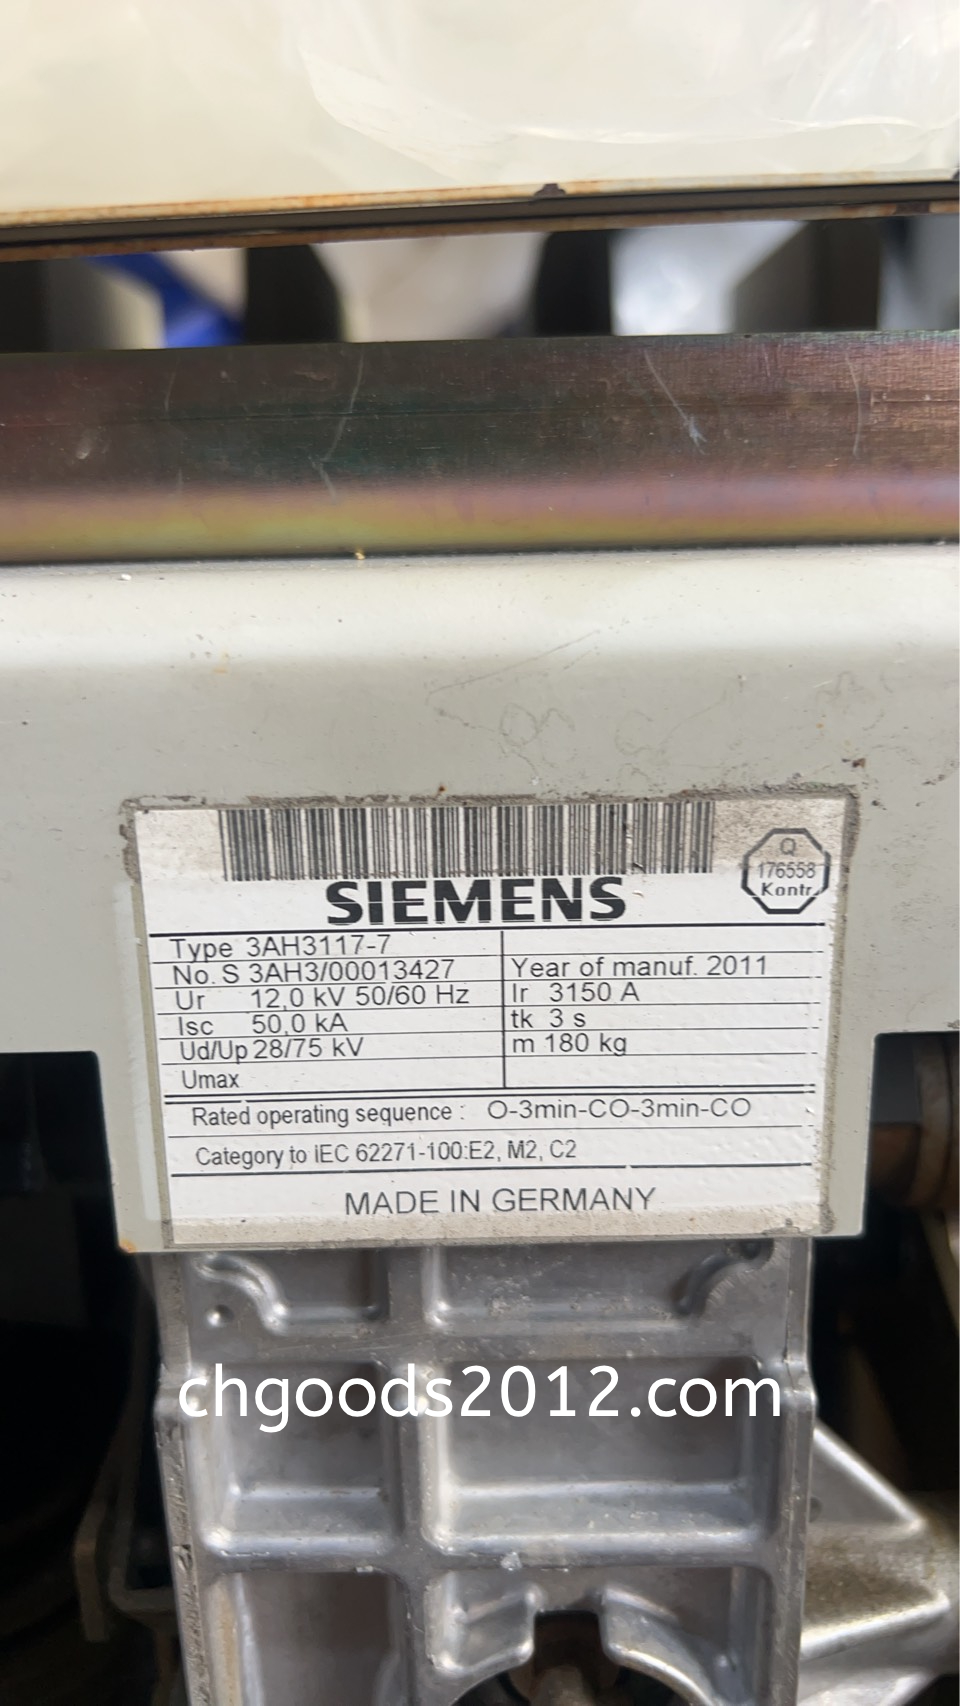 Q
176558
Kontr.
SIEMENS
Type 3AH3117-7
No. S 3AH3/00013427 Year of manuf. 2011
Ur 12,0 kV 50/60 Hz Ir 3150 A
Isc 50,0 kA tk 3 s
Ud/Up 28/75 kV m 180 kg
Umax
Rated operating sequence : O-3min-CO-3min-CO
Category to IEC 62271-100:E2, M2, C2
MADE IN GERMANY
chgoods2012.com